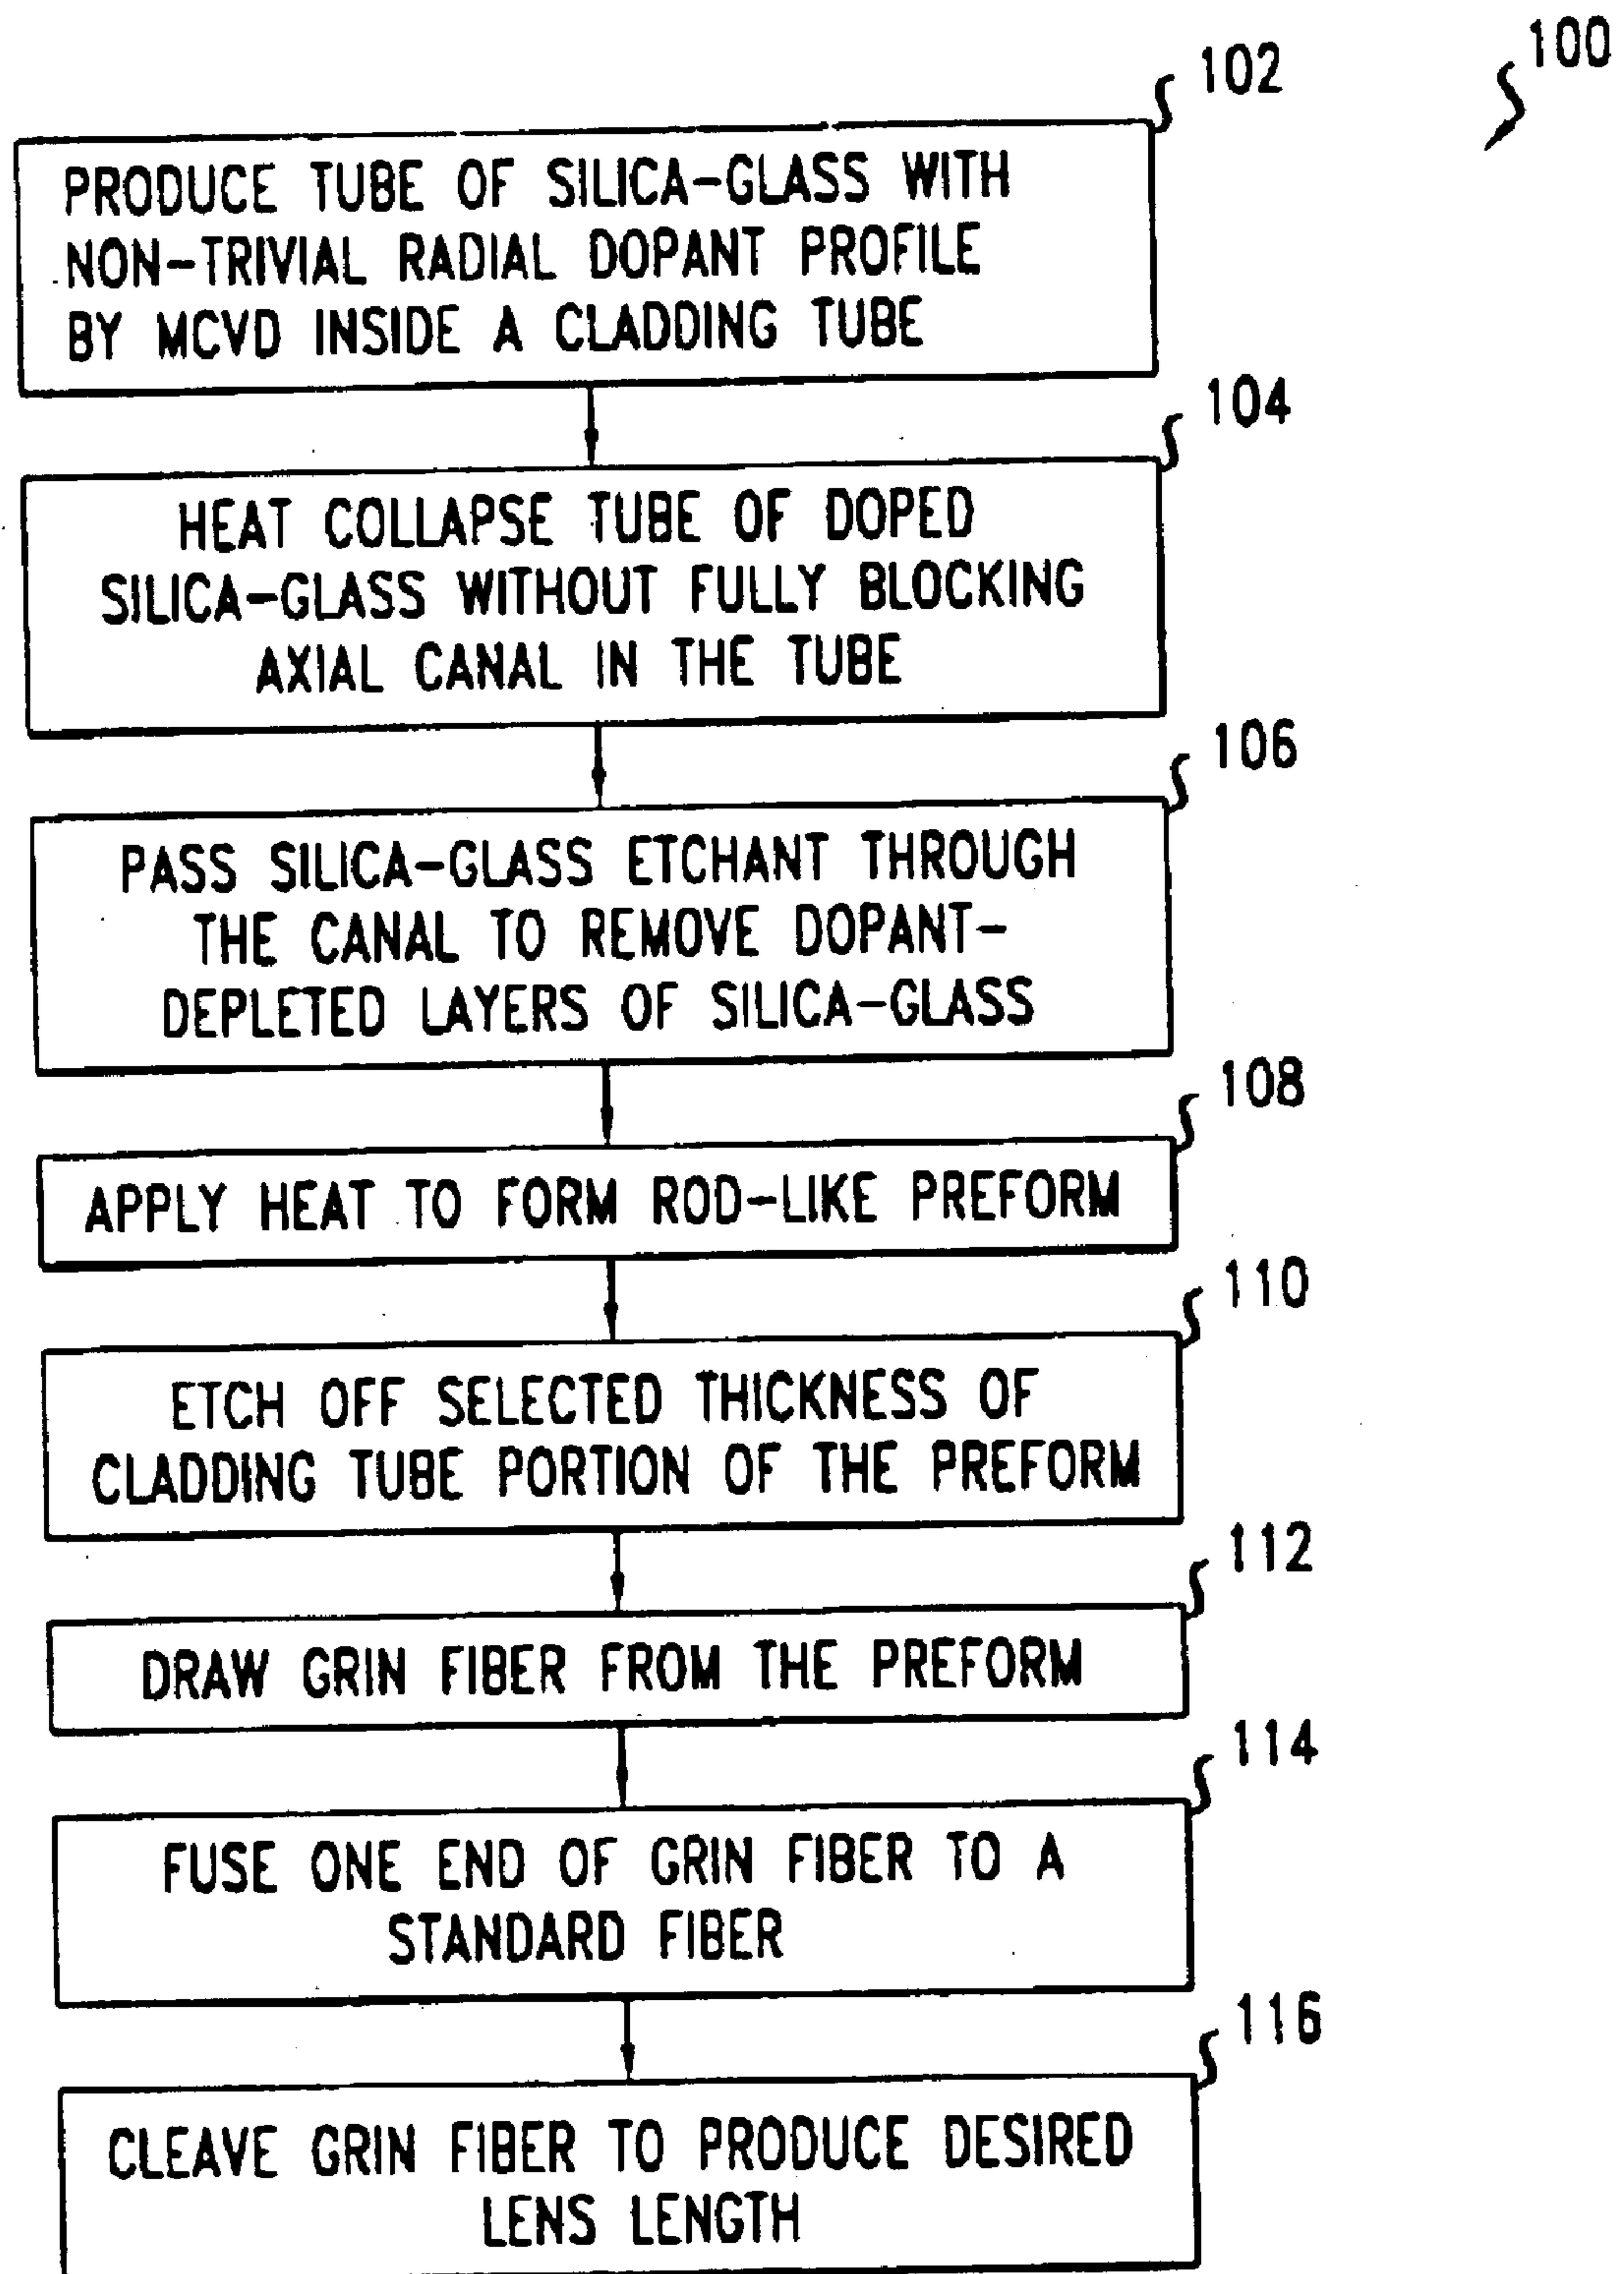 100
102
PRODUCE TUBE OF SILICA-GLASS WITH
NON-TRIVIAL RADIAL DOPANT PROFILE
BY MCVD INSIDE A CLADDING TUBE
104
HEAT COLLAPSE TUBE OF DOPED
SILICA-GLASS WITHOUT FULLY BLOCKING
AXIAL CANAL IN THE TUBE
106
PASS SILICA-GLASS ETCHANT THROUGH
THE CANAL TO REMOVE DOPANT-
DEPLETED LAYERS OF SILICA-GLASS
108
APPLY HEAT TO FORM ROD-LIKE PREFORM
110
ETCH OFF SELECTED THICKNESS OF
CLADDING TUBE PORTION OF THE PREFORM
112
DRAW GRIN FIBER FROM THE PREFORM
114
FUSE ONE END OF GRIN FIBER TO A
STANDARD FIBER
116
CLEAVE GRIN FIBER TO PRODUCE DESIRED
LENS LENGTH